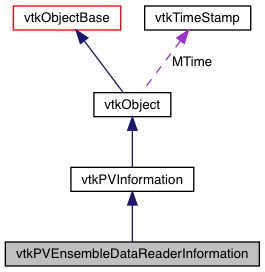 vtkObjectBase
vtkTimeStamp
MTime
vtkObject
vtkPVInformation
vtkPVEnsembleDataReaderInformation